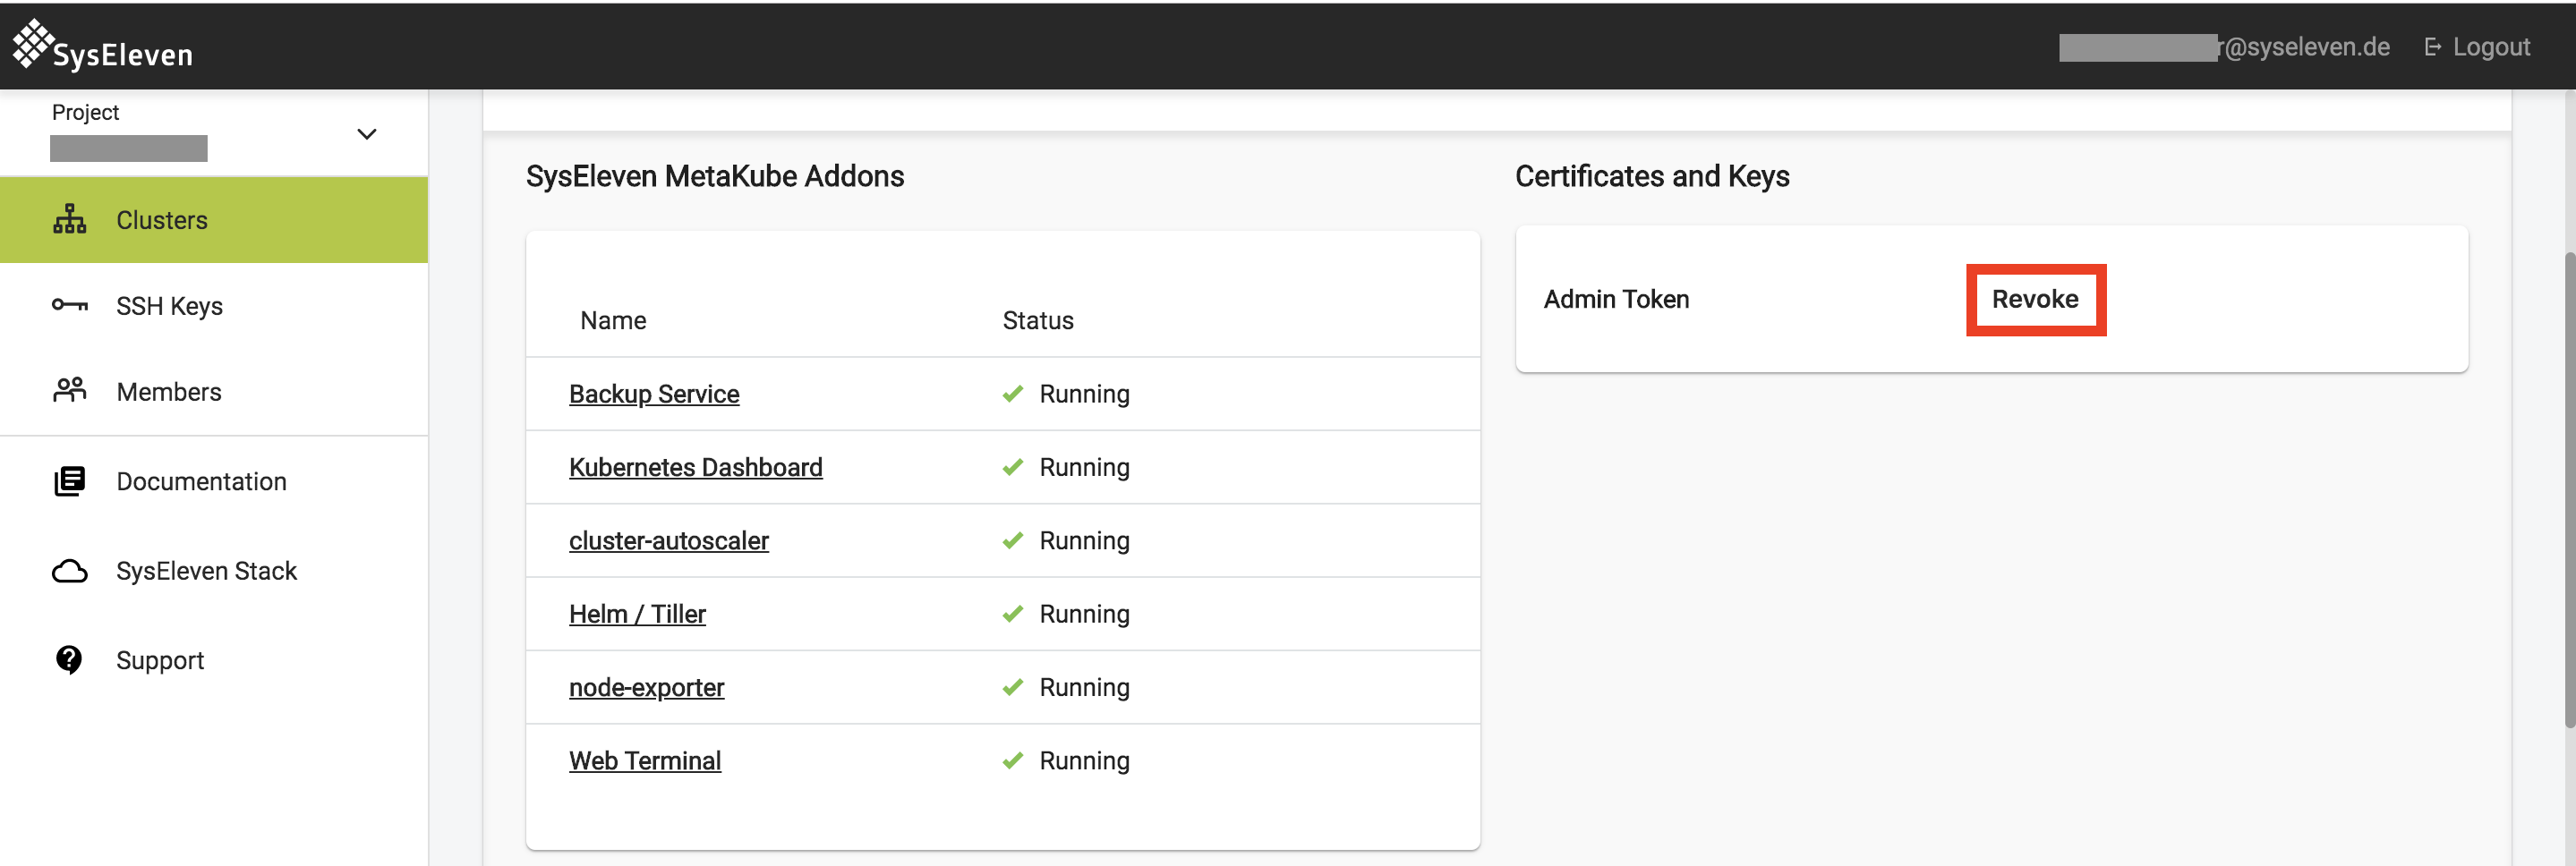 SysEleven
r@syseleven.de
Logout
Project
Clusters
SSH Keys
Members
Documentation
SysEleven Stack
Support
SysEleven MetaKube Addons
Name Status
Backup Service Running
Kubernetes Dashboard Running
cluster-autoscaler Running
Helm / Tiller Running
node-exporter Running
Web Terminal Running
Certificates and Keys
Admin Token Revoke